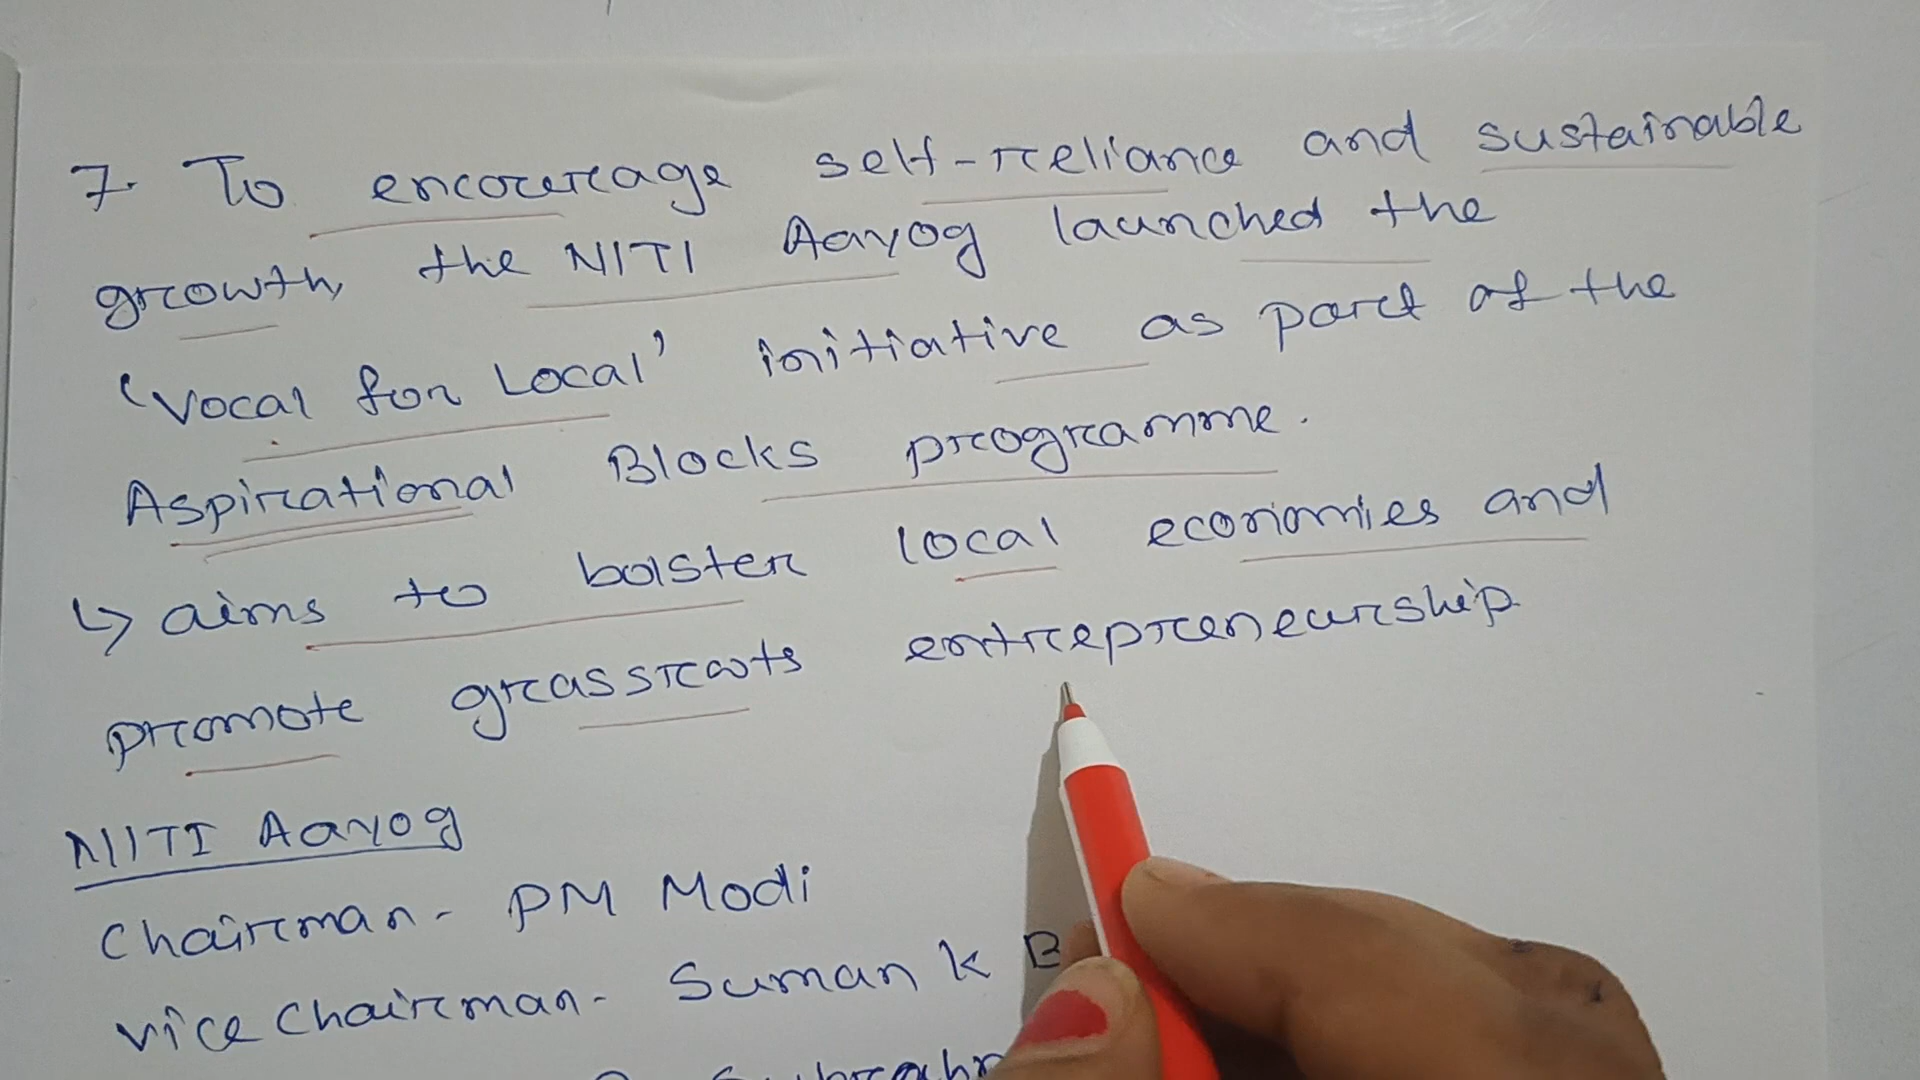 7. To encourage self-reliance and sustainable
growth, the NITI Aayog launched the
'Vocal for Local' initiative as part of the
Aspirational Blocks programme.
↳ aims to bolster local economies and
promote grassroots entrepreneurship
NITI Aayog
Chairman- PM Modi
Vice Chairman- Suman k B